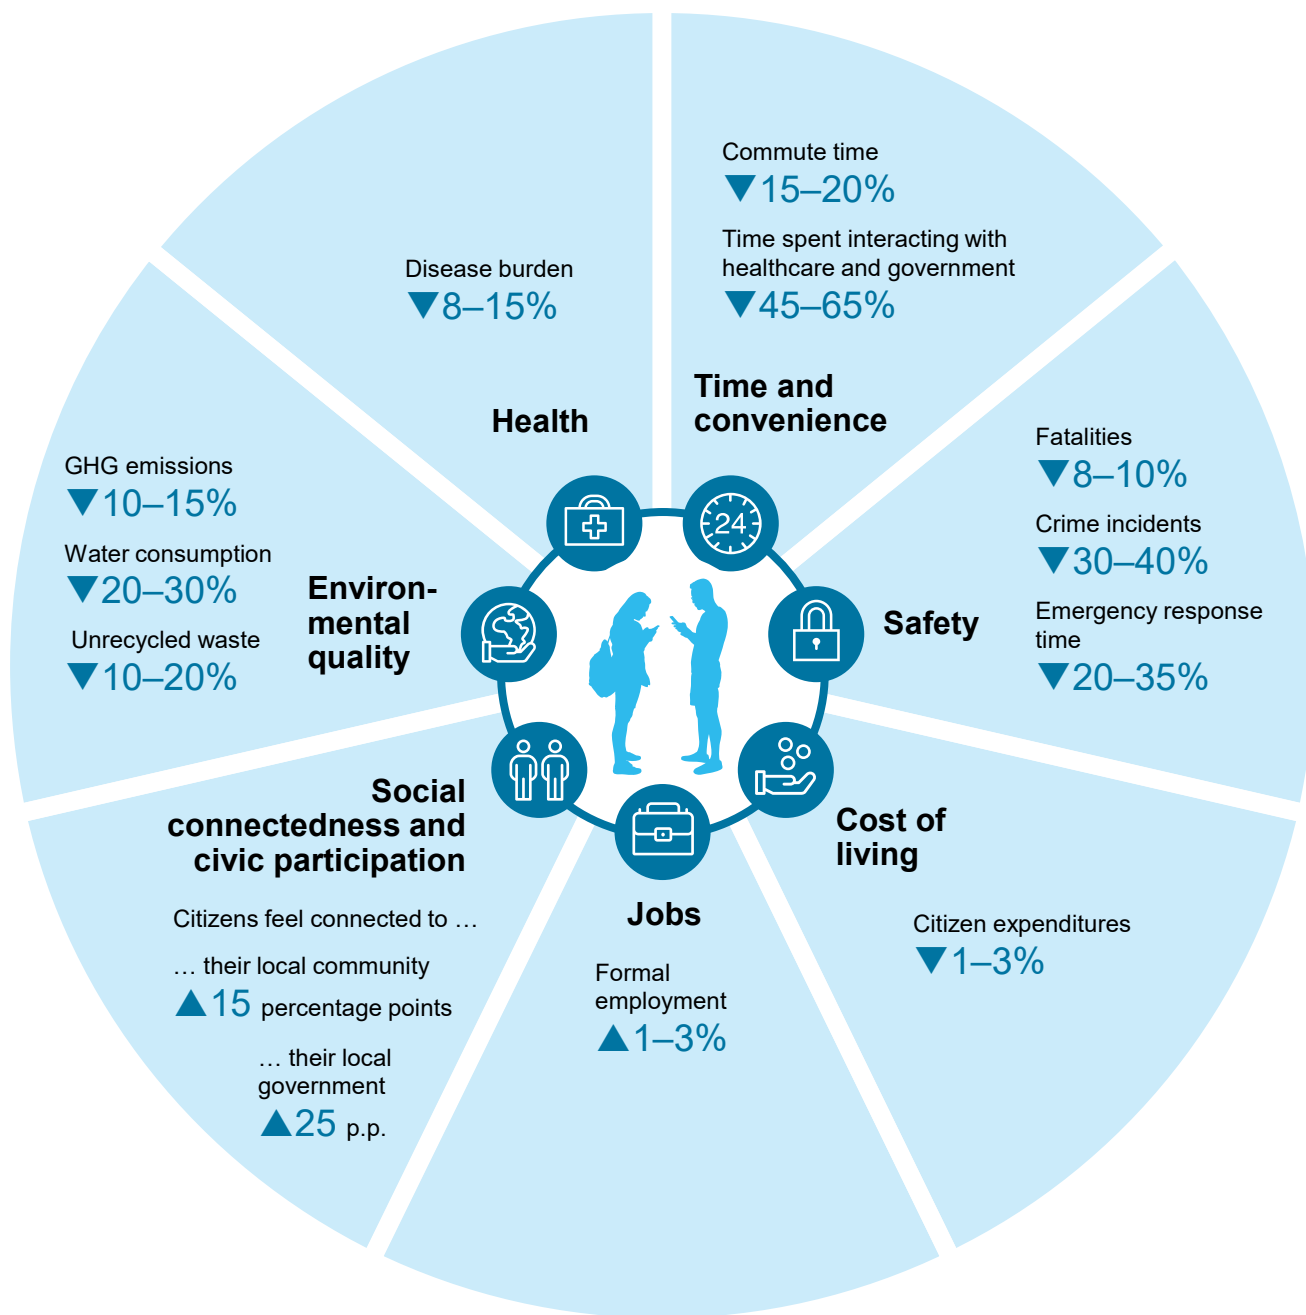 Commute time
▼15–20%
Time spent interacting with
healthcare and government
▼45–65%
Time and
convenience
24
Fatalities
▼8–10%
Crime incidents
▼30–40%
Emergency response
time
▼20–35%
Safety
Cost of
living
Citizen expenditures
▼1–3%
Jobs
Formal
employment
▲1–3%
Social
connectedness and
civic participation
Citizens feel connected to …
… their local community
▲15 percentage points
… their local
government
▲25 p.p.
GHG emissions
▼10–15%
Water consumption
▼20–30%
Unrecycled waste
▼10–20%
Environ-
mental
quality
Disease burden
▼8–15%
Health